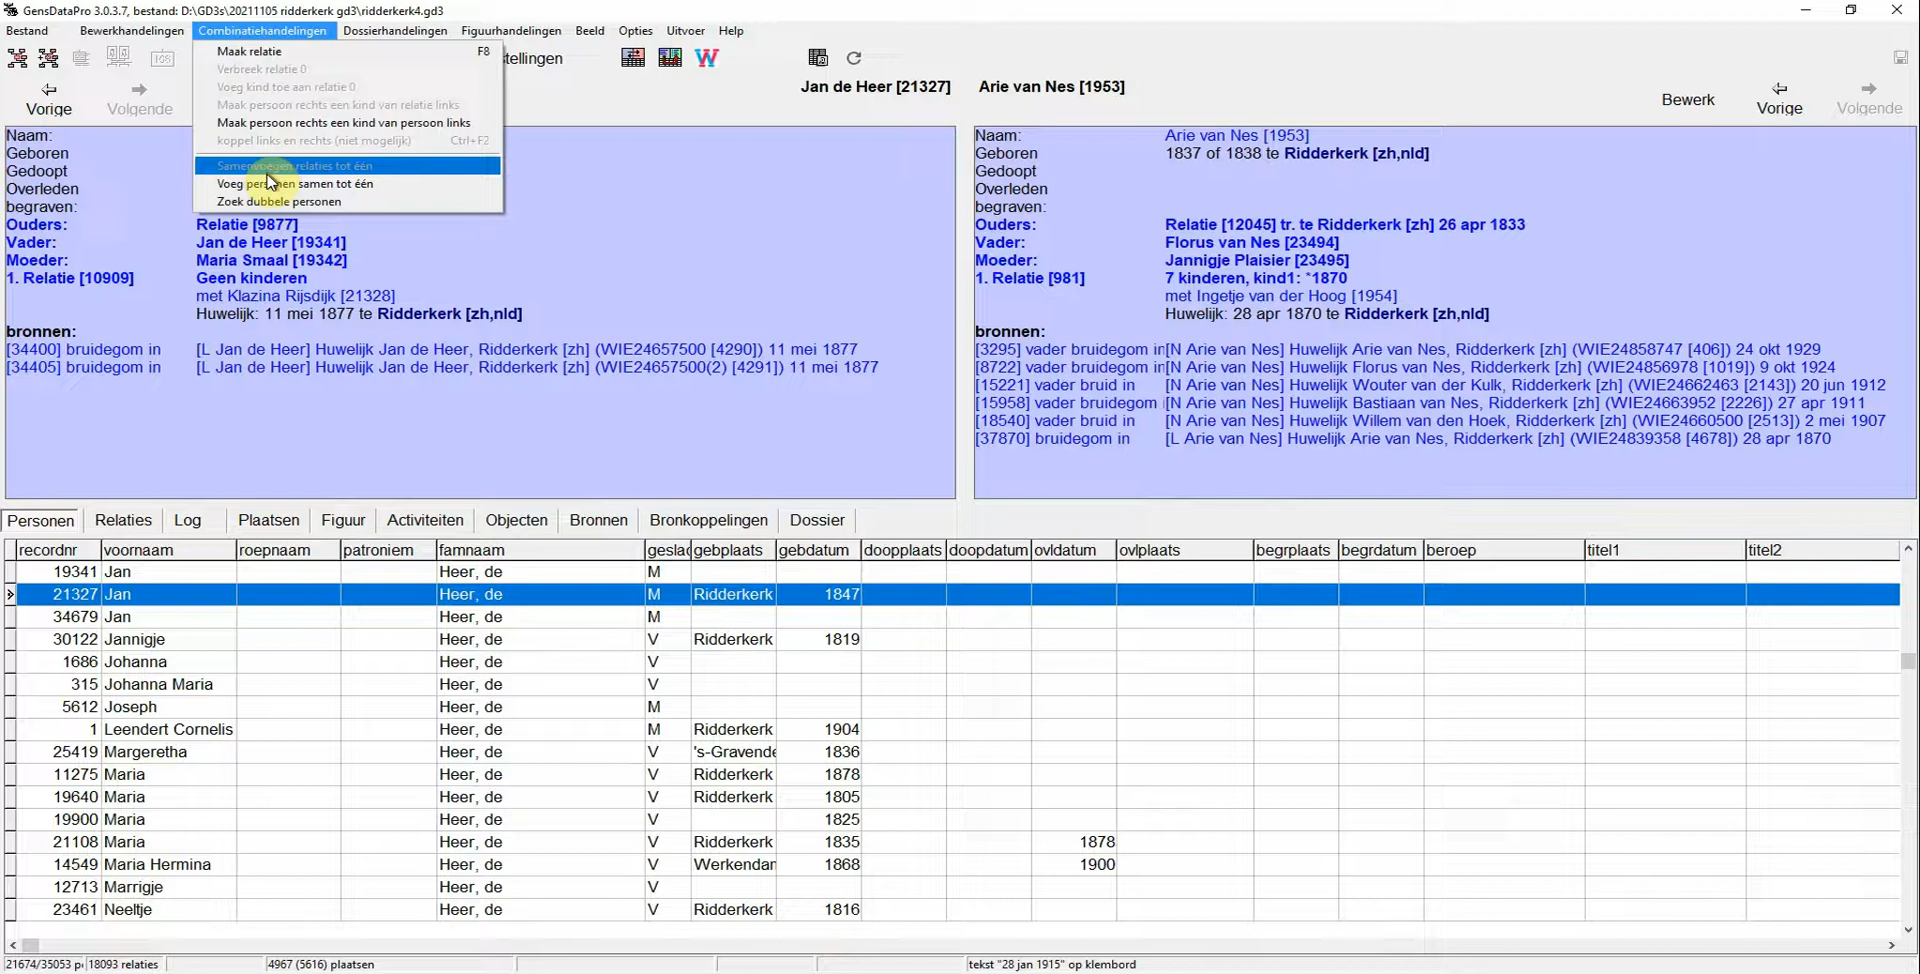 GensDataPro 3.0.3.7, bestand: D:\GD3s\20211105 ridderkerk gd3\ridderkerk4.gd3
Bestand Bewerkhandelingen Combinatiehandelingen Dossierhandelingen Figuurhandelingen Beeld Opties Uitvoer Help
Maak relatie F8
Verbreek relatie 0
Voeg kind toe aan relatie 0
Maak persoon rechts een kind van relatie links
Maak persoon rechts een kind van persoon links
koppel links en rechts (niet mogelijk) Ctrl+F2
Samenvoegen relaties tot één
Voeg personen samen tot één
Zoek dubbele personen
tellingen
Vorige Volgende
Jan de Heer [21327] Arie van Nes [1953]
Bewerk Vorige Volgende
Naam:
Geboren
Gedoopt
Overleden
begraven:
Ouders: Relatie [9877]
Vader: Jan de Heer [19341]
Moeder: Maria Smaal [19342]
1. Relatie [10909] Geen kinderen
met Klazina Rijsdijk [21328]
Huwelijk: 11 mei 1877 te Ridderkerk [zh,nld]
bronnen:
[34400] bruidegom in [L Jan de Heer] Huwelijk Jan de Heer, Ridderkerk [zh] (WIE24657500 [4290]) 11 mei 1877
[34405] bruidegom in [L Jan de Heer] Huwelijk Jan de Heer, Ridderkerk [zh] (WIE24657500(2) [4291]) 11 mei 1877
Naam: Arie van Nes [1953]
Geboren 1837 of 1838 te Ridderkerk [zh,nld]
Gedoopt
Overleden
begraven:
Ouders: Relatie [12045] tr. te Ridderkerk [zh] 26 apr 1833
Vader: Florus van Nes [23494]
Moeder: Jannigje Plaisier [23495]
1. Relatie [981] 7 kinderen, kind1: *1870
met Ingetje van der Hoog [1954]
Huwelijk: 28 apr 1870 te Ridderkerk [zh,nld]
bronnen:
[3295] vader bruidegom in [N Arie van Nes] Huwelijk Arie van Nes, Ridderkerk [zh] (WIE24858747 [406]) 24 okt 1929
[8722] vader bruidegom in [N Arie van Nes] Huwelijk Florus van Nes, Ridderkerk [zh] (WIE24856978 [1019]) 9 okt 1924
[15221] vader bruid in [N Arie van Nes] Huwelijk Wouter van der Kulk, Ridderkerk [zh] (WIE24662463 [2143]) 20 jun 1912
[15958] vader bruidegom [N Arie van Nes] Huwelijk Bastiaan van Nes, Ridderkerk [zh] (WIE24663952 [2226]) 27 apr 1911
[18540] vader bruid in [N Arie van Nes] Huwelijk Willem van den Hoek, Ridderkerk [zh] (WIE24660500 [2513]) 2 mei 1907
[37870] bruidegom in [L Arie van Nes] Huwelijk Arie van Nes, Ridderkerk [zh] (WIE24839358 [4678]) 28 apr 1870
Personen Relaties Log Plaatsen Figuur Activiteiten Objecten Bronnen Bronkoppelingen Dossier
recordnr voornaam roepnaam patroniem famnaam geslac gebplaats gebdatum doopplaats doopdatum ovldatum ovlplaats begrplaats begrdatum beroep titel1 titel2
19341 Jan Heer, de M
21327 Jan Heer, de M Ridderkerk 1847
34679 Jan Heer, de M
30122 Jannigje Heer, de V Ridderkerk 1819
1686 Johanna Heer, de V
315 Johanna Maria Heer, de V
5612 Joseph Heer, de M
1 Leendert Cornelis Heer, de M Ridderkerk 1904
25419 Margeretha Heer, de V 's-Gravende 1836
11275 Maria Heer, de V Ridderkerk 1878
19640 Maria Heer, de V Ridderkerk 1805
19900 Maria Heer, de V 1825
21108 Maria Heer, de V Ridderkerk 1835 1878
14549 Maria Hermina Heer, de V Werkendam 1868 1900
12713 Marrigje Heer, de V
23461 Neeltje Heer, de V Ridderkerk 1816
21674/35053 p 18093 relaties 4967 (5616) plaatsen tekst "28 jan 1915" op klembord